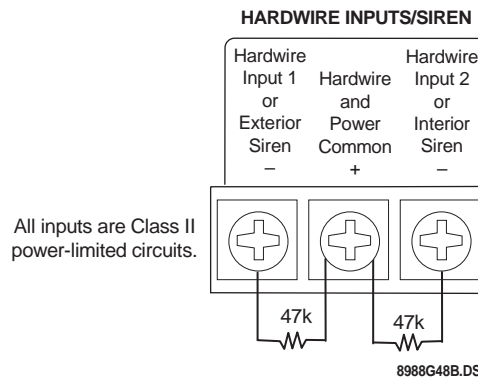 HARDWIRE INPUTS/SIREN
Hardwire
Input 1
or
Exterior
Siren
–
Hardwire
and
Power
Common
+
Hardwire
Input 2
or
Interior
Siren
–
All inputs are Class II
power-limited circuits.
47k
47k
8988G48B.DS